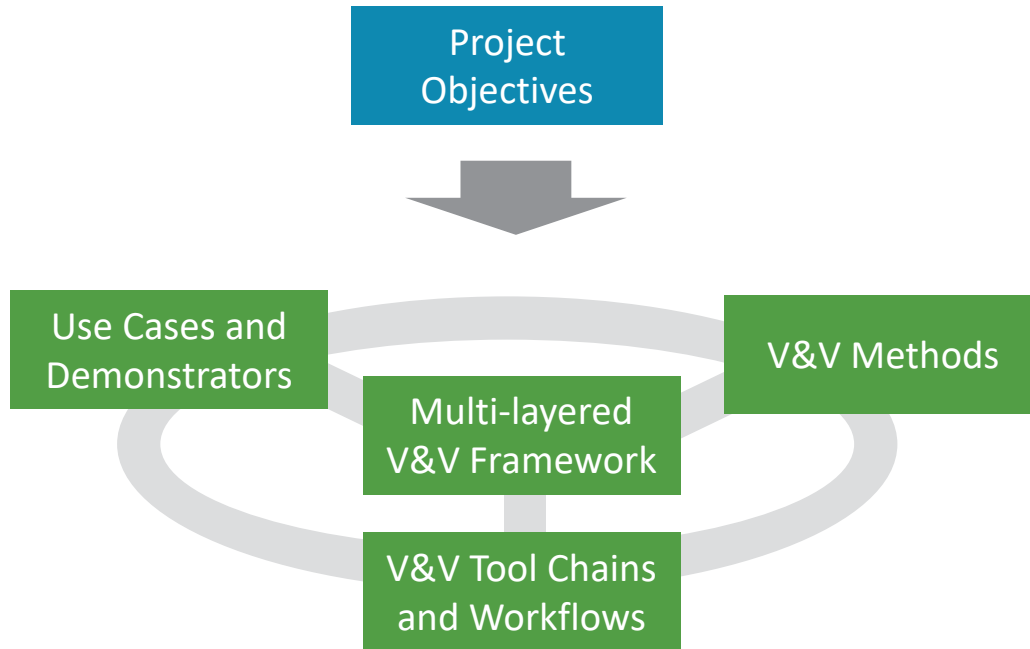 Project
Objectives
Use Cases and
Demonstrators
V&V Methods
Multi-layered
V&V Framework
V&V Tool Chains
and Workflows